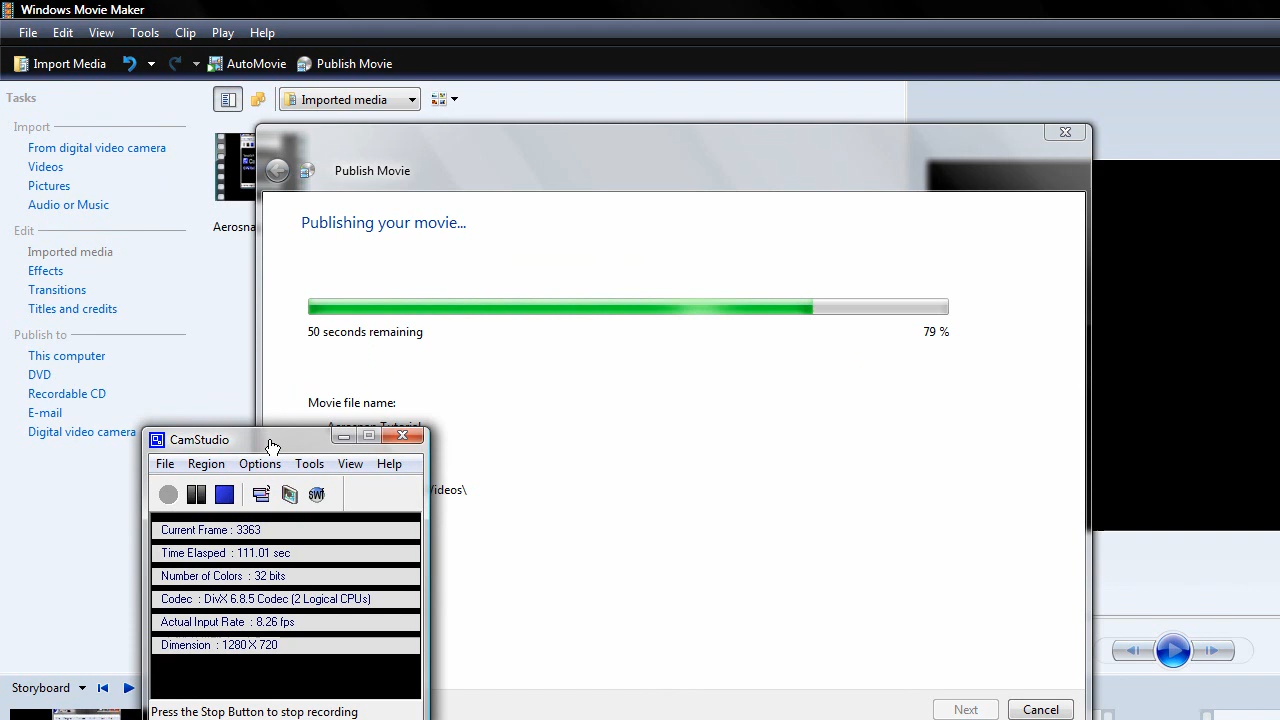 Windows Movie Maker
File Edit View Tools Clip Play Help
Import Media AutoMovie Publish Movie
Tasks
Imported media
Import
From digital video camera
Videos
Pictures
Audio or Music
Edit
Imported media
Effects
Transitions
Titles and credits
Publish to
This computer
DVD
Recordable CD
E-mail
Digital video camera
Storyboard
Publish Movie
Publishing your movie...
50 seconds remaining 79 %
Movie file name:
Videos\
Next Cancel
CamStudio
File Region Options Tools View Help
SWF
Current Frame : 3363
Time Elasped : 111.01 sec
Number of Colors : 32 bits
Codec : DivX 6.8.5 Codec (2 Logical CPUs)
Actual Input Rate : 8.26 fps
Dimension : 1280 X 720
Press the Stop Button to stop recording